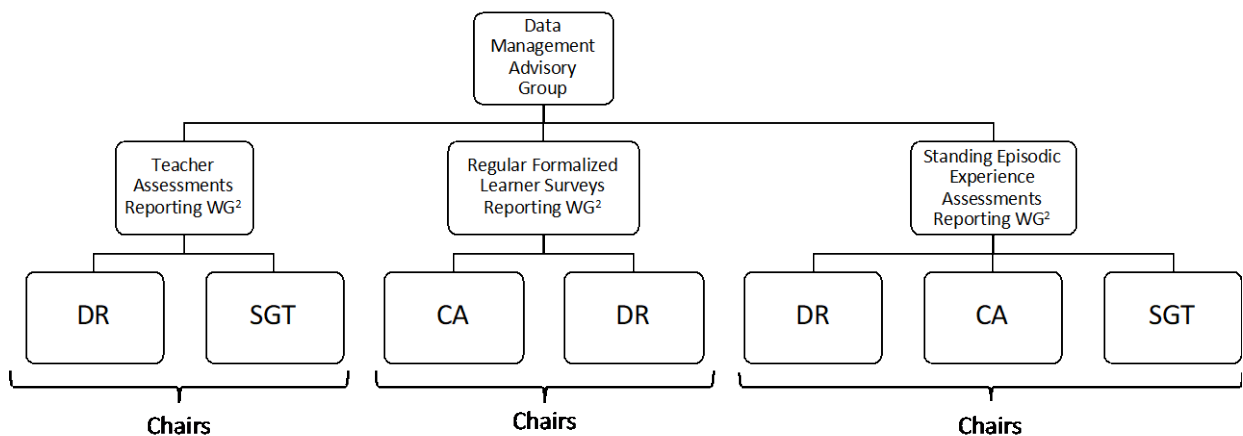 Data
Management
Advisory
Group
Teacher
Assessments
Reporting WG²
Regular Formalized
Learner Surveys
Reporting WG²
Standing Episodic
Experience
Assessments
Reporting WG²
DR
SGT
CA
DR
DR
CA
SGT
Chairs
Chairs
Chairs